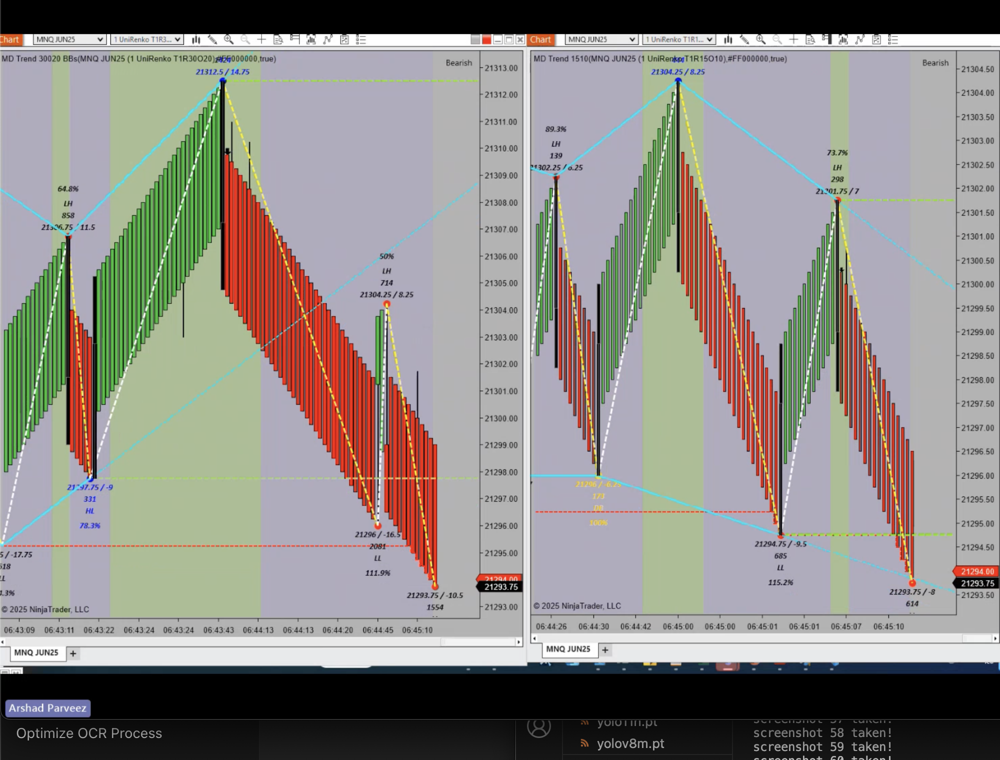 Chart
MNQ JUN25
1 UniRenko T1R3...
MD Trend 30020 BBs(MNQ JUN25 (1 UniRenko T1R30O20),#FF000000,true)
Bearish
21312.5 / 14.75
64.8%
LH
858
21306.75 / 11.5
50%
LH
714
21304.25 / 8.25
21297.75 / -9
331
HL
78.3%
5 / -17.75
618
LL
21296 / -16.5
2081
LL
111.9%
21293.75 / -10.5
1554
21313.00
21312.00
21310.00
21309.00
21308.00
21307.00
21306.00
21305.00
21304.00
21303.00
21302.00
21301.00
21300.00
21299.00
21298.00
21297.00
21296.00
21295.00
21294.00
21293.75
21293.00
© 2025 NinjaTrader, LLC
06:43:09 06:43:11 06:43:22 06:43:24 06:43:24 06:43:43 06:44:13 06:44:13 06:44:20 06:44:45 06:45:10
MNQ JUN25
Chart
MNQ JUN25
1 UniRenko T1R1...
MD Trend 1510(MNQ JUN25 (1 UniRenko T1R15O10),#FF000000,true)
Bearish
21304.25 / 8.25
89.3%
LH
139
21302.25 / 6.25
73.7%
LH
298
21301.75 / 7
173
DB
100%
21294.75 / -9.5
685
LL
115.2%
21293.75 / -8
614
21304.50
21304.00
21303.50
21303.00
21302.50
21302.00
21301.50
21301.00
21300.50
21300.00
21299.50
21299.00
21298.50
21298.00
21297.50
21297.00
21296.50
21296.00
21295.50
21295.00
21294.50
21294.00
21293.75
21293.50
© 2025 NinjaTrader, LLC
06:44:26 06:44:30 06:44:42 06:45:00 06:45:00 06:45:01 06:45:01 06:45:07 06:45:10
MNQ JUN25
Arshad Parveez
Optimize OCR Process
yolo11n.pt
yolov8m.pt
screenshot 57 taken!
screenshot 58 taken!
screenshot 59 taken!
screenshot 60 taken!